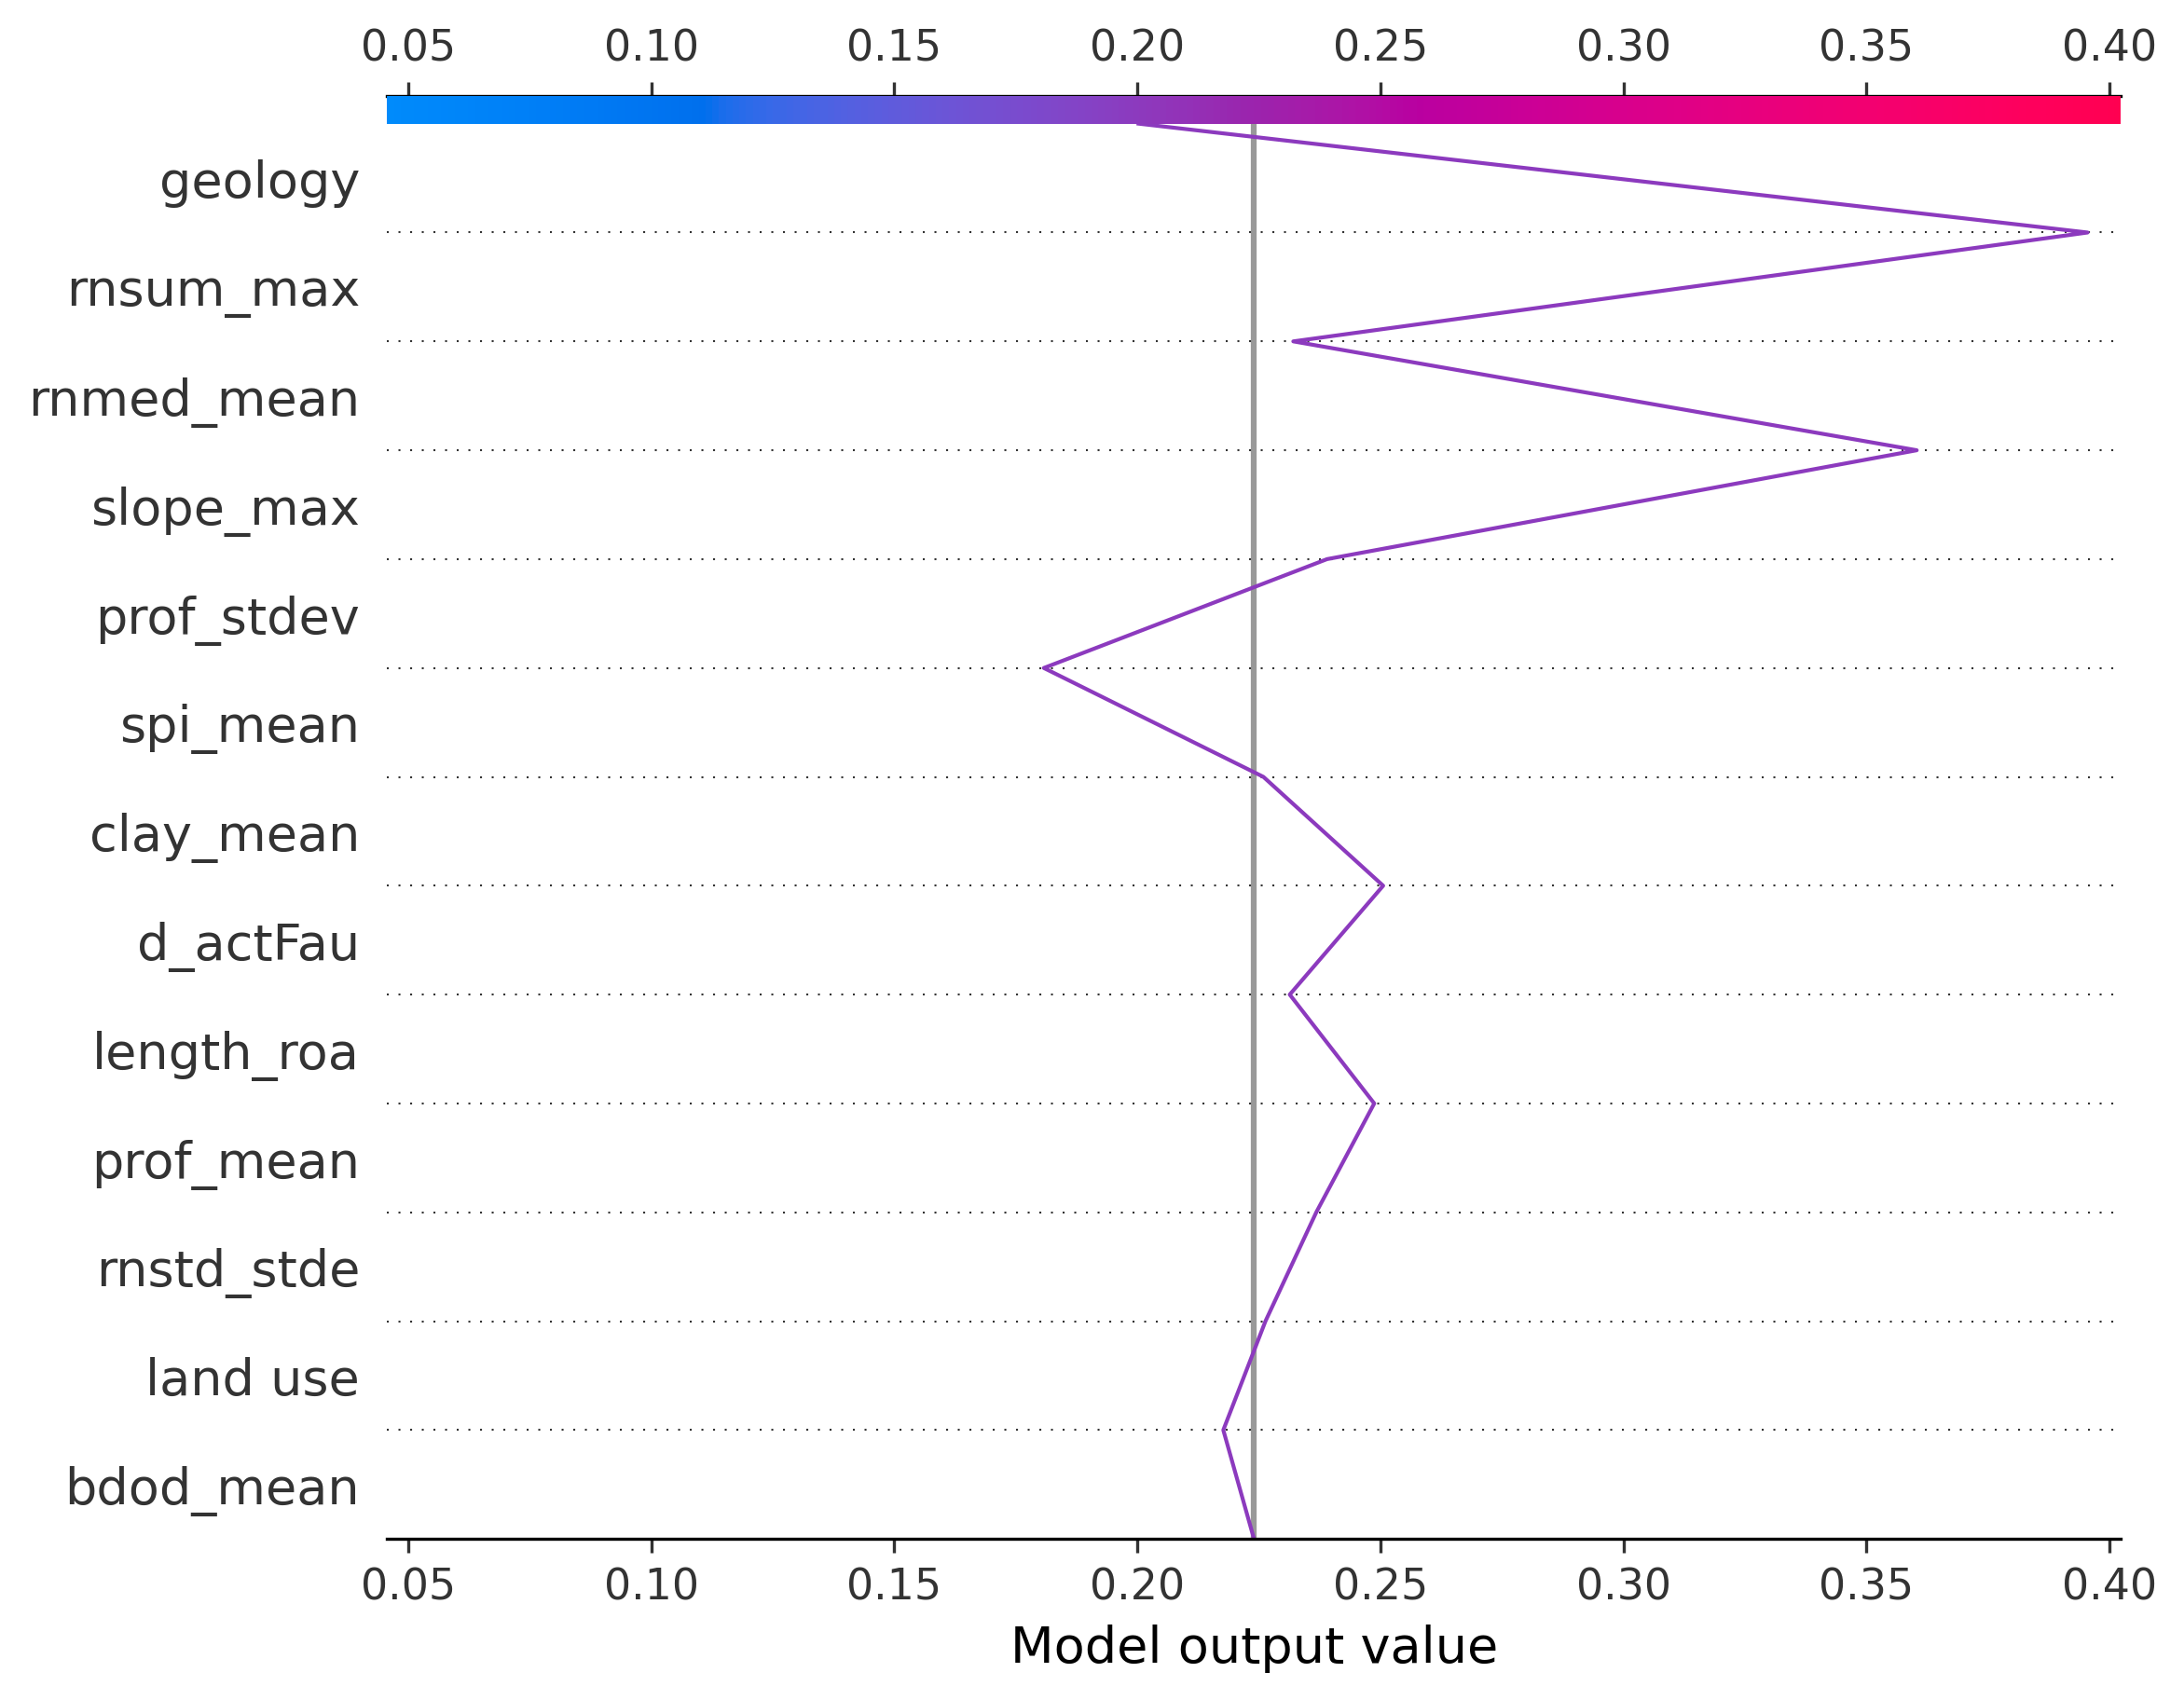 0.05 0.10 0.15 0.20 0.25 0.30 0.35 0.40
geology
rnsum_max
rnmed_mean
slope_max
prof_stdev
spi_mean
clay_mean
d_actFau
length_roa
prof_mean
rnstd_stde
land use
bdod_mean
0.05 0.10 0.15 0.20 0.25 0.30 0.35 0.40
Model output value